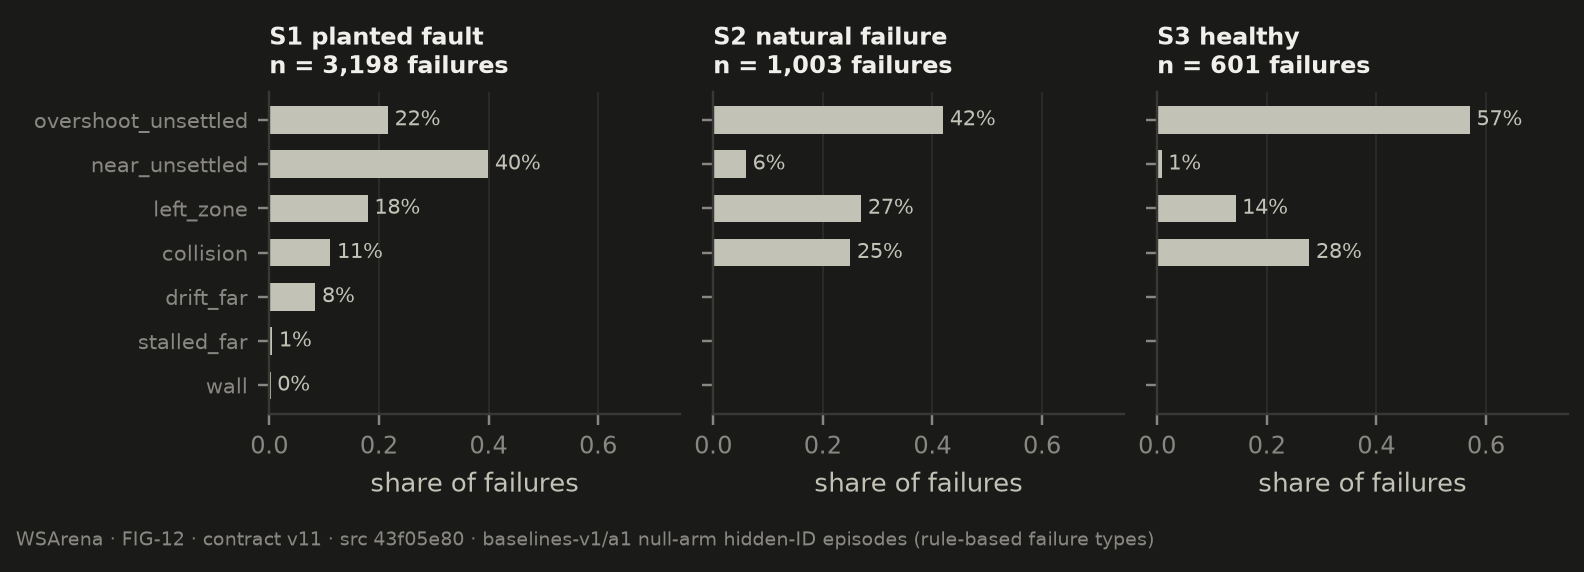 S1 planted fault
n = 3,198 failures
S2 natural failure
n = 1,003 failures
S3 healthy
n = 601 failures
overshoot_unsettled
near_unsettled
left_zone
collision
drift_far
stalled_far
wall
22%
40%
18%
11%
8%
1%
0%
42%
6%
27%
25%
57%
1%
14%
28%
0.0 0.2 0.4 0.6
0.0 0.2 0.4 0.6
0.0 0.2 0.4 0.6
share of failures
share of failures
share of failures
WSArena · FIG-12 · contract v11 · src 43f05e80 · baselines-v1/a1 null-arm hidden-ID episodes (rule-based failure types)